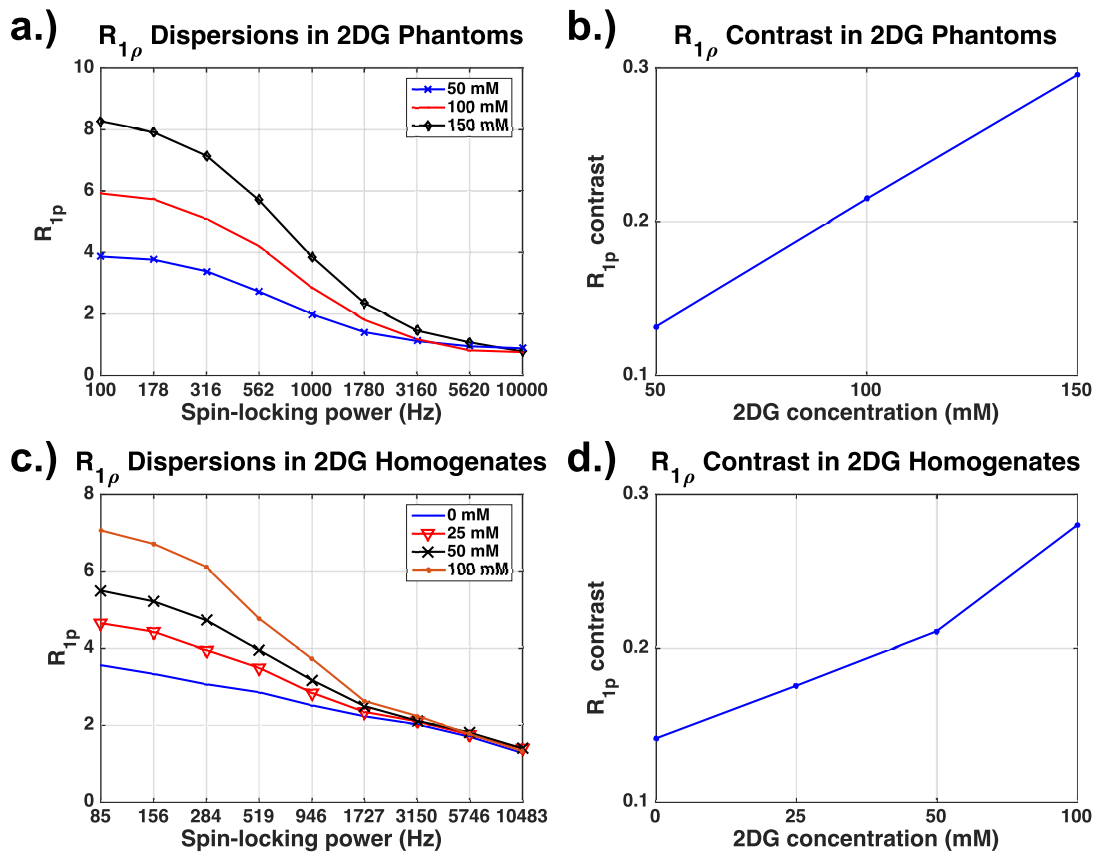 a.)
R1ρ Dispersions in 2DG Phantoms
10
8
6
4
2
0
R1p
50 mM
100 mM
150 mM
100 178 316 562 1000 1780 3160 5620 10000
Spin-locking power (Hz)
b.)
R1ρ Contrast in 2DG Phantoms
0.3
0.2
0.1
R1p contrast
50 100 150
2DG concentration (mM)
c.)
R1ρ Dispersions in 2DG Homogenates
8
6
4
2
0
R1p
0 mM
25 mM
50 mM
100 mM
85 156 284 519 946 1727 3150 5746 10483
Spin-locking power (Hz)
d.)
R1ρ Contrast in 2DG Homogenates
0.3
0.2
0.1
R1p contrast
0 25 50 100
2DG concentration (mM)